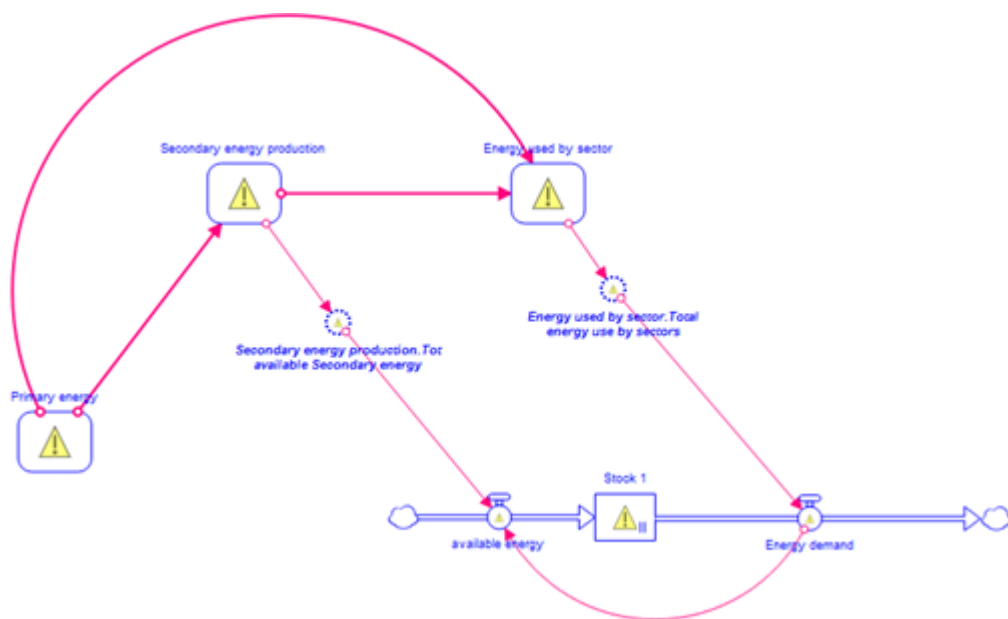 Secondary energy production
Energy used by sector
Energy used by sector.Total
energy use by sectors
Secondary energy production.Tot
available Secondary energy
Primary energy
Stock 1
available energy
Energy demand